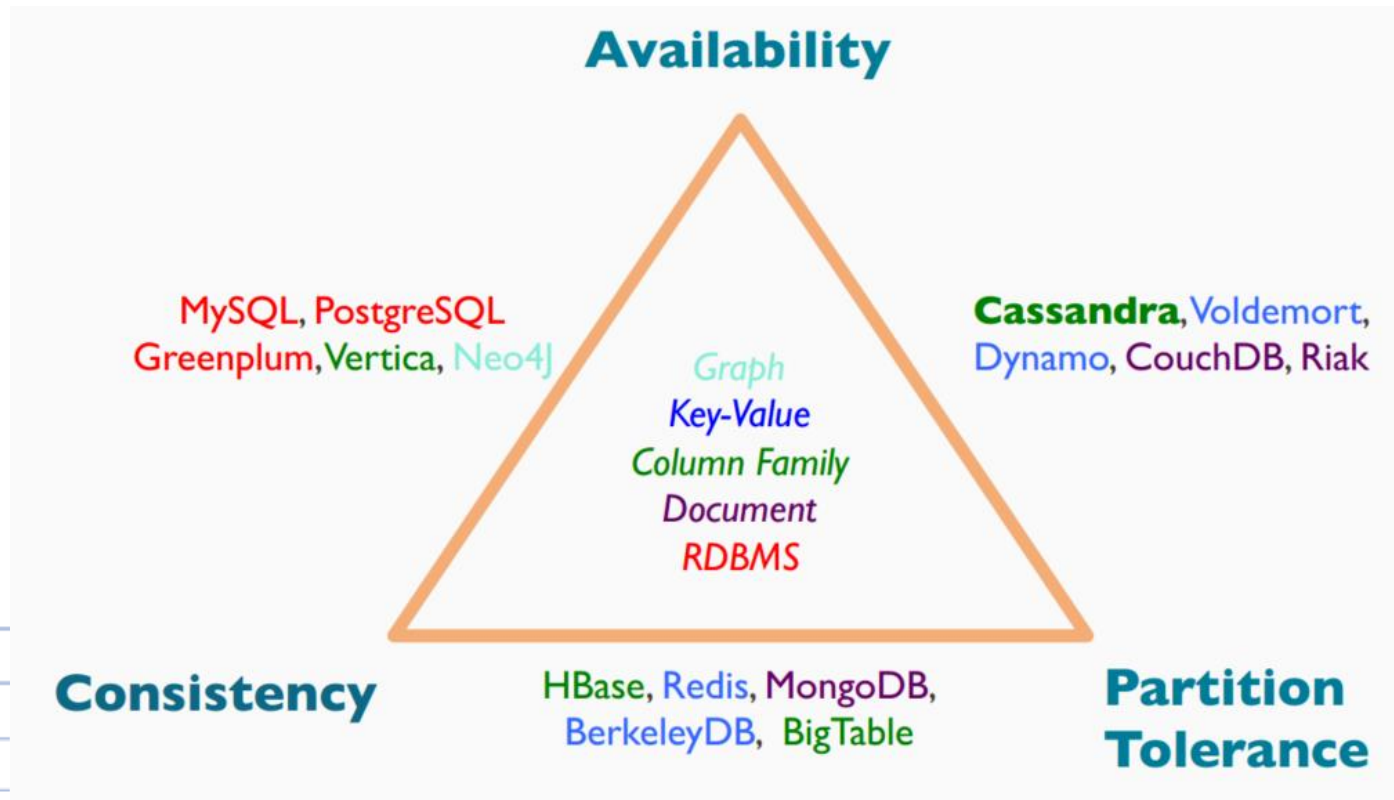 Availability
MySQL, PostgreSQL
Greenplum, Vertica, Neo4J
Cassandra, Voldemort,
Dynamo, CouchDB, Riak
Graph
Key-Value
Column Family
Document
RDBMS
Consistency
HBase, Redis, MongoDB,
BerkeleyDB, BigTable
Partition
Tolerance